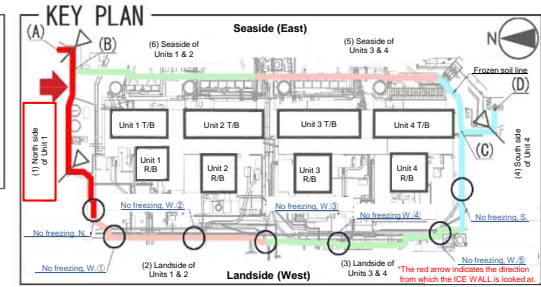 KEY PLAN
Seaside (East)
(A)
(B)
(6) Seaside of
Units 1 & 2
(5) Seaside of
Units 3 & 4
N
Frozen soil line
(D)
(1) North side
of Unit 1
Unit 1 T/B
Unit 2 T/B
Unit 3 T/B
Unit 4 T/B
(C)
(4) South side
of Unit 4
Unit 1
R/B
Unit 2
R/B
Unit 3
R/B
Unit 4
R/B
No freezing, N.
No freezing, W.②
No freezing, W.③
No freezing W.④
No freezing, S.
No freezing, W.①
(2) Landside of
Units 1 & 2
Landside (West)
(3) Landside of
Units 3 & 4
No freezing, W.⑤
*The red arrow indicates the direction
from which the ICE WALL is looked at.